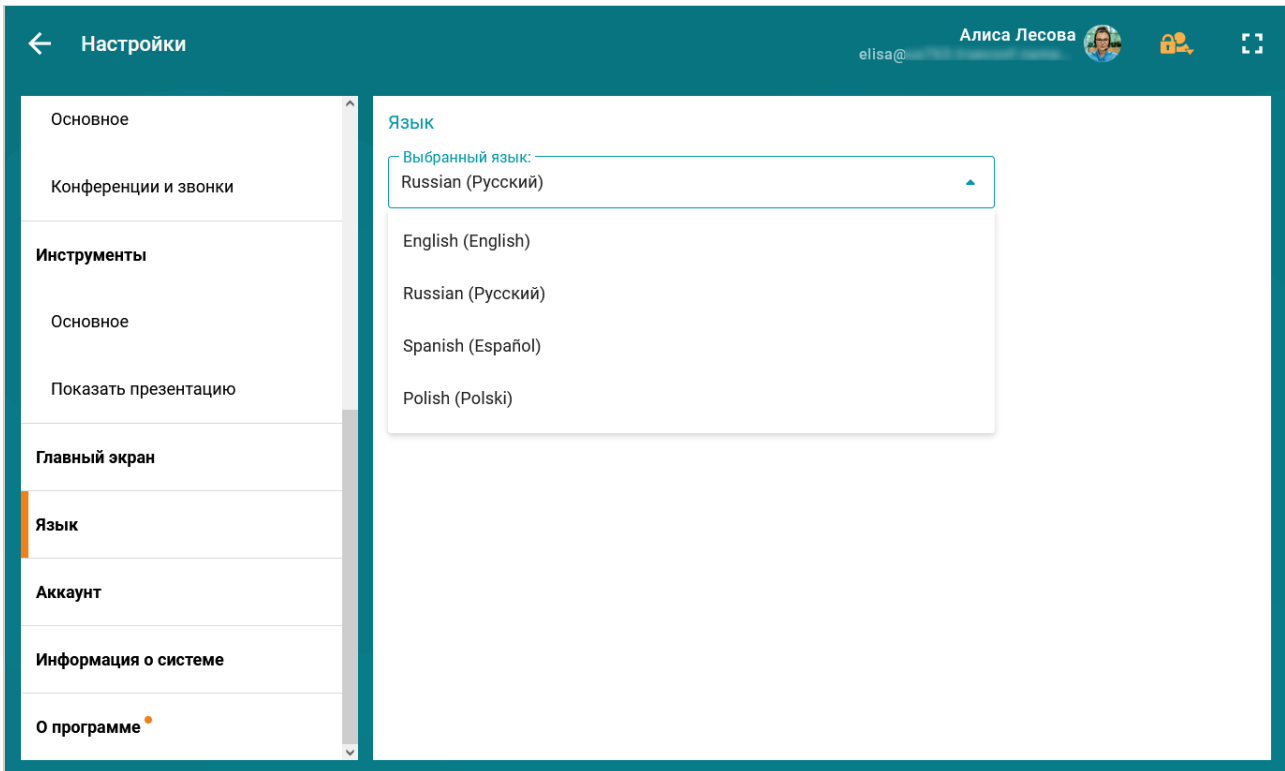 Настройки
Алиса Лесова
elisa@
Основное
Конференции и звонки
Инструменты
Основное
Показать презентацию
Главный экран
Язык
Аккаунт
Информация о системе
О программе
Язык
Выбранный язык:
Russian (Русский)
English (English)
Russian (Русский)
Spanish (Español)
Polish (Polski)